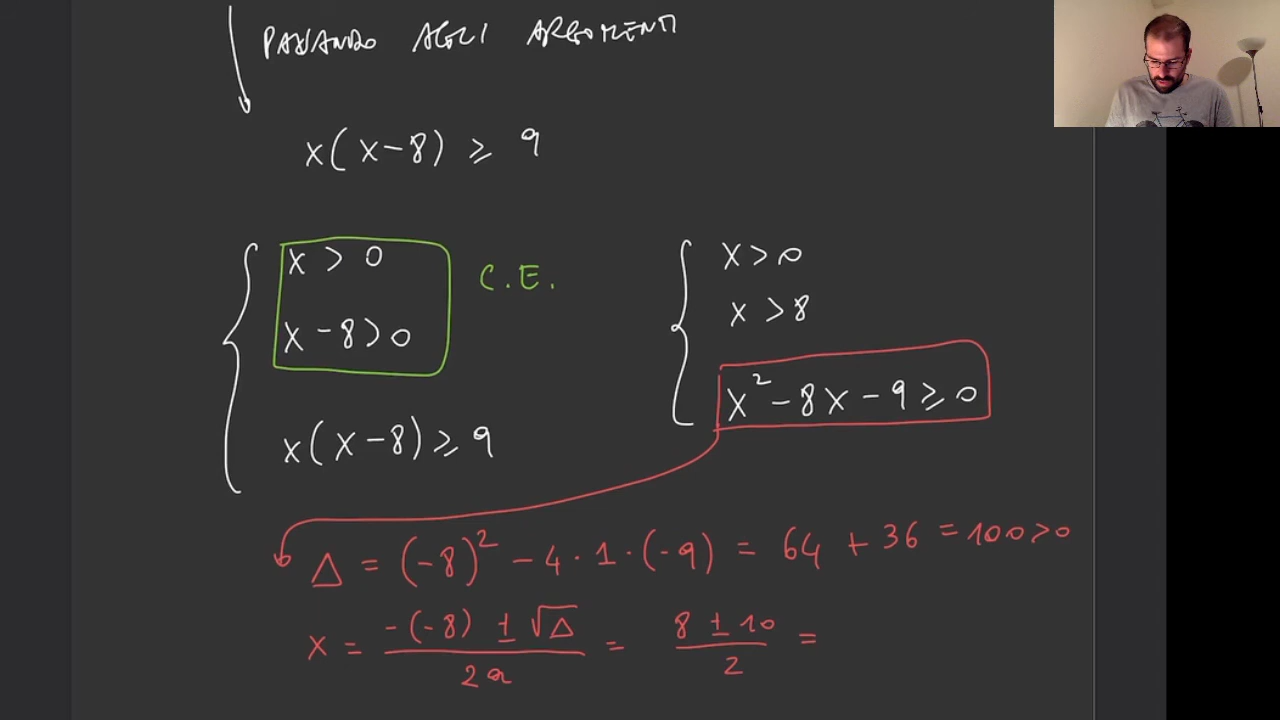 PASSANDO AGLI ARGOMENTI
x(x-8) ≥ 9
x > 0
x - 8 > 0
C.E.
x(x-8) ≥ 9
x > 0
x > 8
x² - 8x - 9 ≥ 0
Δ = (-8)² - 4 · 1 · (-9) = 64 + 36 = 100 > 0
x = (-(-8) ± √Δ)/(2a) = (8 ± 10)/2 =